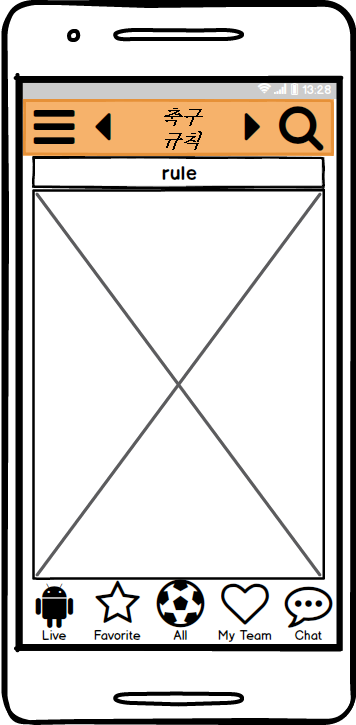 13:28
축구
규칙
rule
Live
Favorite
All
My Team
Chat